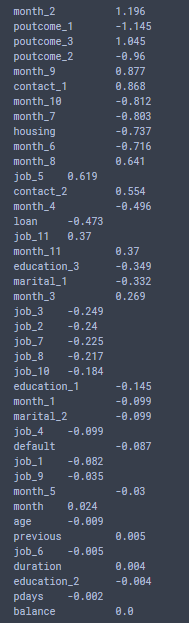 month_2 1.196
poutcome_1 -1.145
poutcome_3 1.045
poutcome_2 -0.96
month_9 0.877
contact_1 0.868
month_10 -0.812
month_7 -0.803
housing -0.737
month_6 -0.716
month_8 0.641
job_5 0.619
contact_2 0.554
month_4 -0.496
loan -0.473
job_11 0.37
month_11 0.37
education_3 -0.349
marital_1 -0.332
month_3 0.269
job_3 -0.249
job_2 -0.24
job_7 -0.225
job_8 -0.217
job_10 -0.184
education_1 -0.145
month_1 -0.099
marital_2 -0.099
job_4 -0.099
default -0.087
job_1 -0.082
job_9 -0.035
month_5 -0.03
month 0.024
age -0.009
previous 0.005
job_6 -0.005
duration 0.004
education_2 -0.004
pdays -0.002
balance 0.0